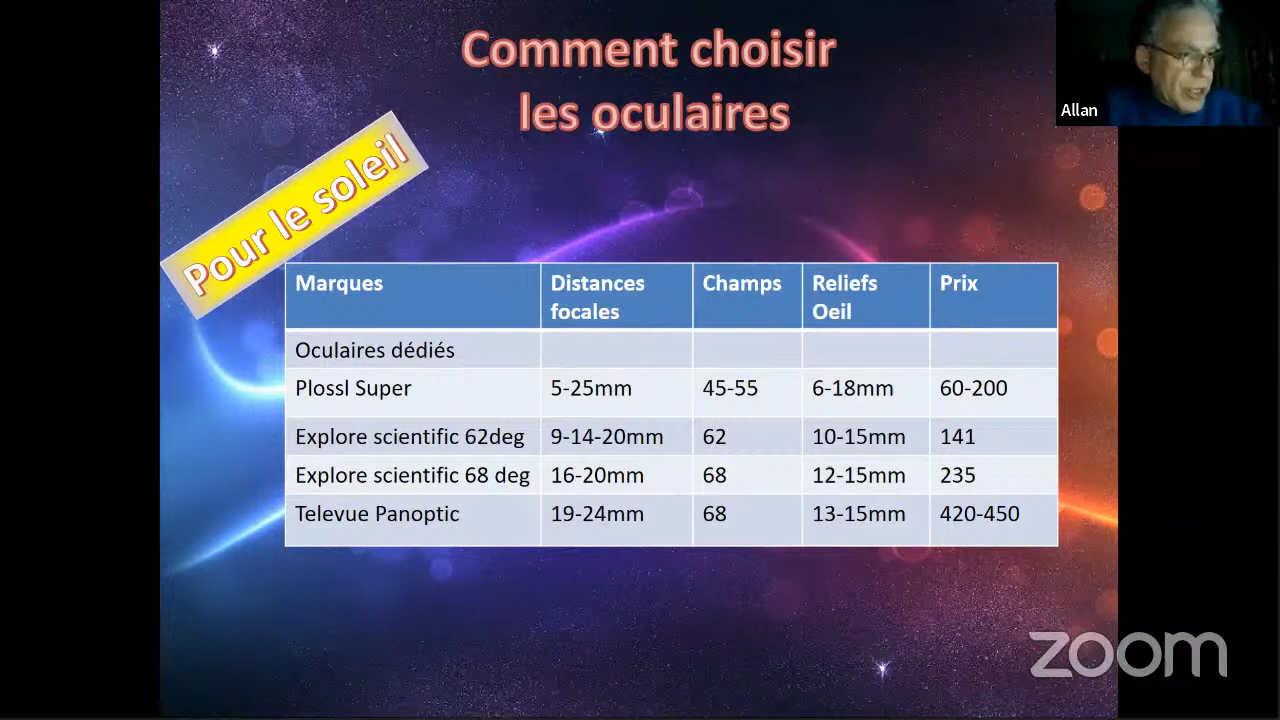 Comment choisir
les oculaires
Allan
Pour le soleil
Marques Distances focales Champs Reliefs Oeil Prix
Oculaires dédiés
Plossl Super 5-25mm 45-55 6-18mm 60-200
Explore scientific 62deg 9-14-20mm 62 10-15mm 141
Explore scientific 68 deg 16-20mm 68 12-15mm 235
Televue Panoptic 19-24mm 68 13-15mm 420-450
zoom